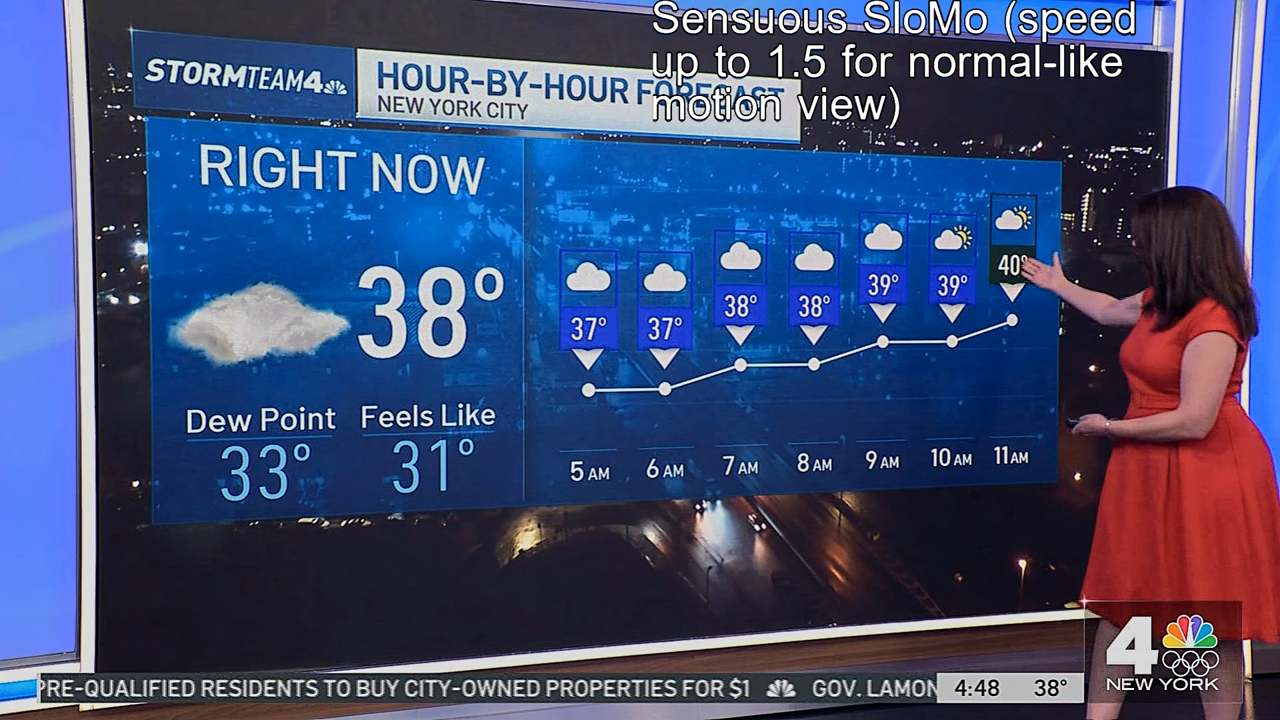 Sensuous SloMo (speed
up to 1.5 for normal-like
motion view)
STORMTEAM4
HOUR-BY-HOUR FORECAST
NEW YORK CITY
RIGHT NOW
38°
Dew Point Feels Like
33° 31°
37° 37° 38° 38° 39° 39° 40°
5 AM 6 AM 7 AM 8 AM 9 AM 10 AM 11 AM
4
NEW YORK
PRE-QUALIFIED RESIDENTS TO BUY CITY-OWNED PROPERTIES FOR $1 GOV. LAMON
4:48 38°